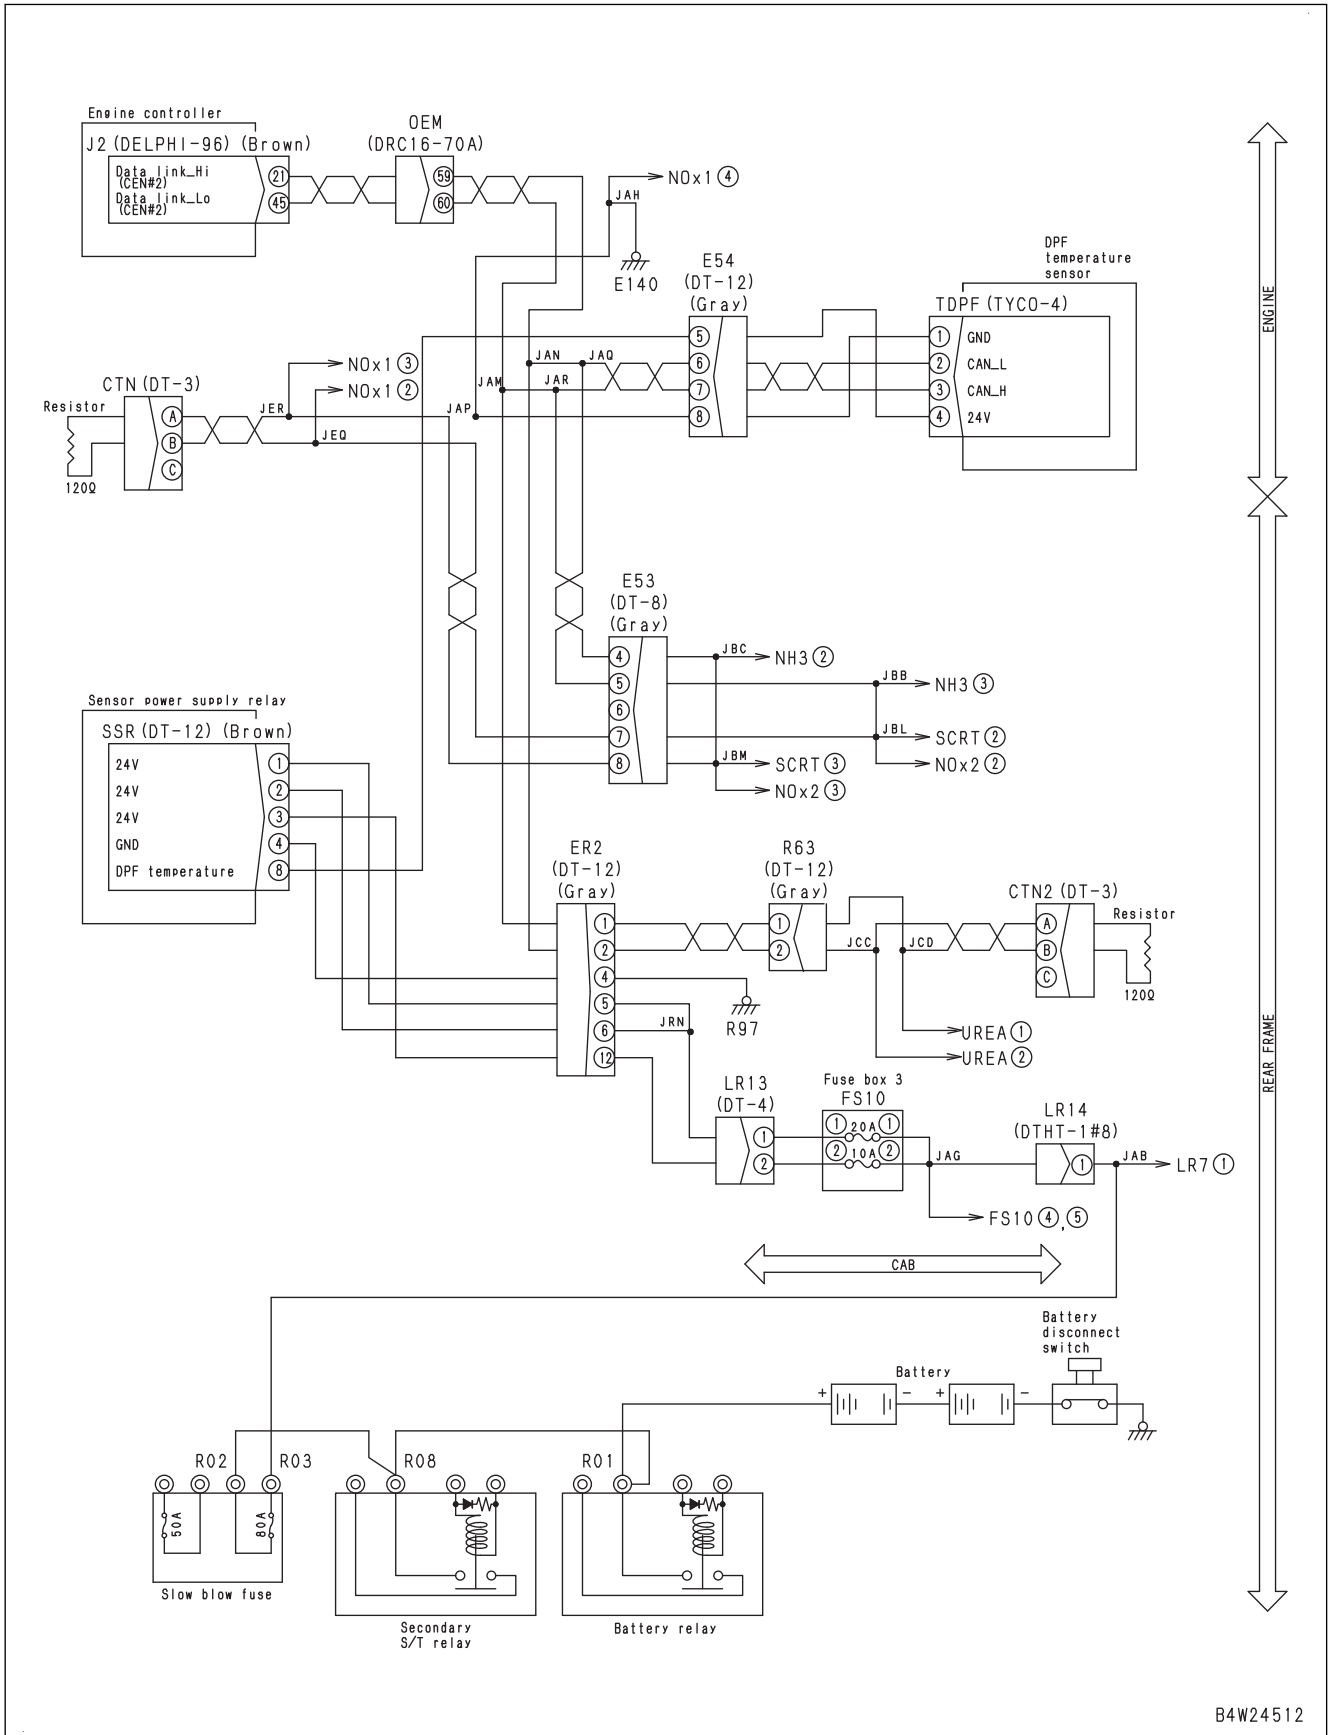 Engine controller
J2 (DELPHI-96) (Brown)
Data link_Hi
(CEN#2)
Data link_Lo
(CEN#2)
21
45
OEM
(DRC16-70A)
59
60
NOx1 4
JAH
E140
E54
(DT-12)
(Gray)
5
6
7
8
DPF
temperature
sensor
TDPF (TYCO-4)
1 GND
2 CAN_L
3 CAN_H
4 24V
ENGINE
NOx1 3
NOx1 2
CTN (DT-3)
Resistor
A
B
C
120Ω
JER
JEQ
JAN
JAQ
JAM
JAR
JAP
E53
(DT-8)
(Gray)
4
5
6
7
8
JBC
NH3 2
JBB
NH3 3
JBL
SCRT 2
JBM
SCRT 3
NOx2 2
NOx2 3
Sensor power supply relay
SSR (DT-12) (Brown)
24V 1
24V 2
24V 3
GND 4
DPF temperature 8
ER2
(DT-12)
(Gray)
1
2
4
5
6
12
R63
(DT-12)
(Gray)
1
2
JCC
JCD
CTN2 (DT-3)
Resistor
A
B
C
120Ω
R97
JRN
UREA 1
UREA 2
REAR FRAME
LR13
(DT-4)
1
2
Fuse box 3
FS10
1 20A 1
2 10A 2
JAG
LR14
(DTHT-1#8)
1
JAB
LR7 1
FS10 4, 5
CAB
Battery
disconnect
switch
Battery
+ - + -
R02
R03
R08
R01
50A
80A
Slow blow fuse
Secondary
S/T relay
Battery relay
B4W24512